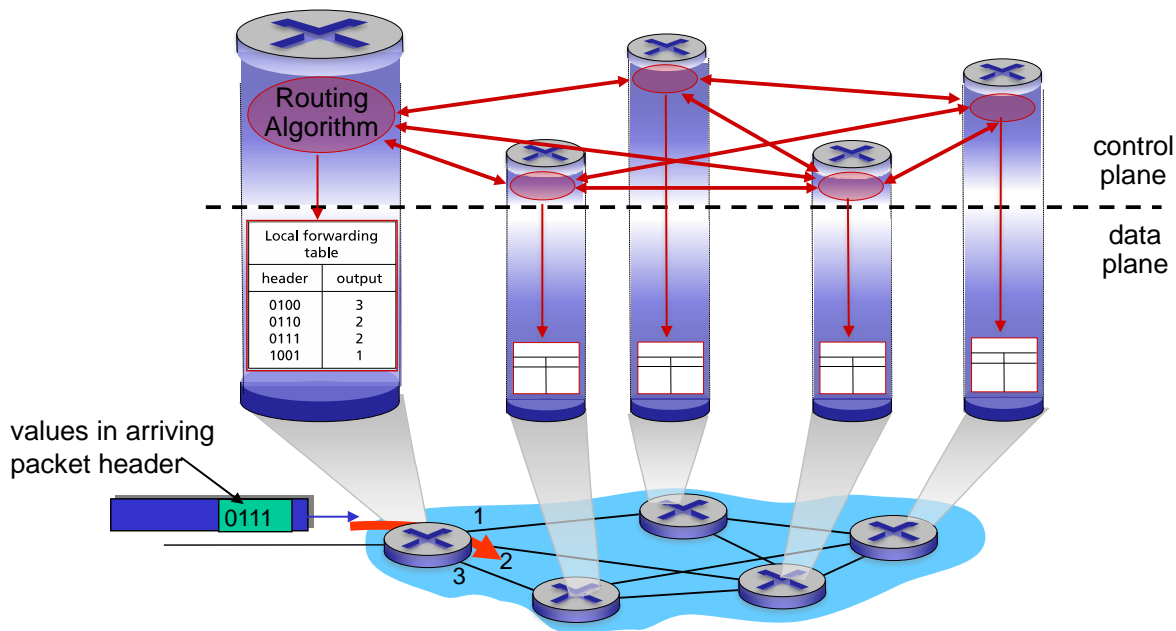 Routing
Algorithm
control
plane
data
plane
Local forwarding
table
header output
0100 3
0110 2
0111 2
1001 1
values in arriving
packet header
0111
1
2
3